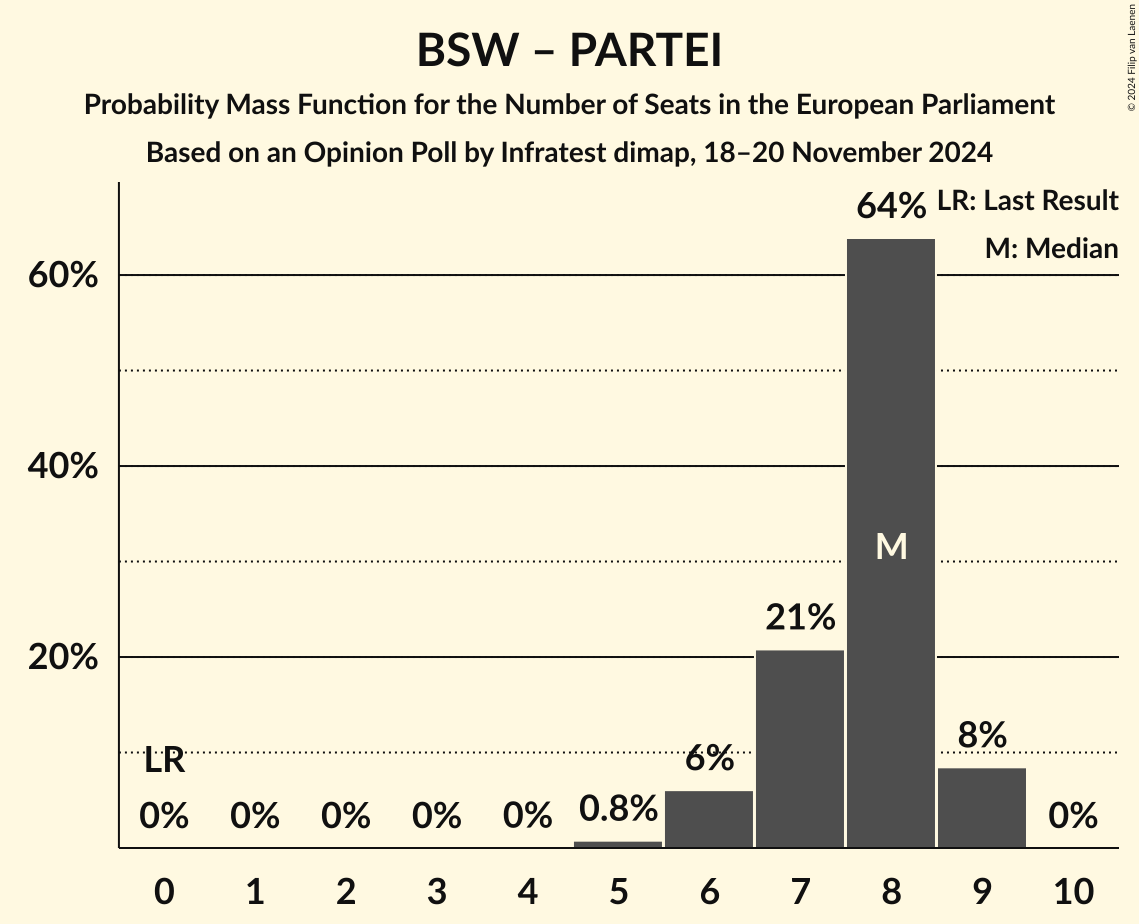 BSW – PARTEI
Probability Mass Function for the Number of Seats in the European Parliament
Based on an Opinion Poll by Infratest dimap, 18–20 November 2024
© 2024 Filip van Laenen
LR: Last Result
M: Median
60%
40%
20%
LR
0%
0%
0%
0%
0%
0.8%
6%
21%
64%
M
8%
0%
0 1 2 3 4 5 6 7 8 9 10